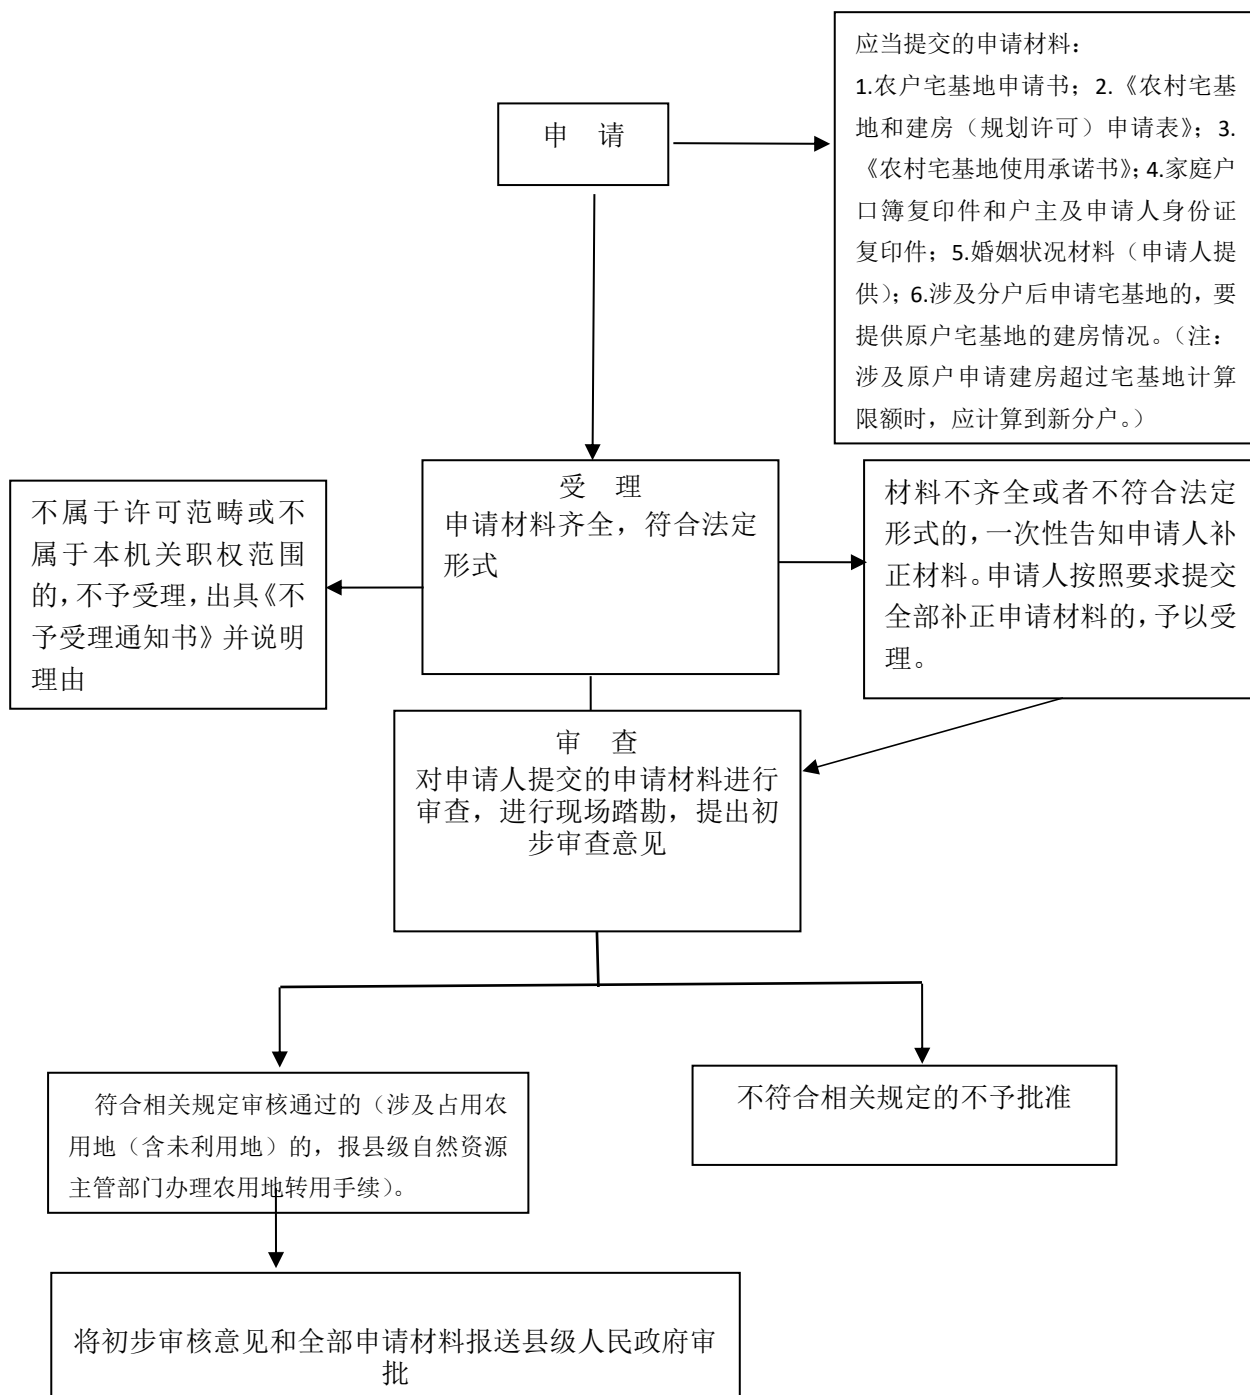 应当提交的申请材料：
1.农户宅基地申请书；2.《农村宅基
地和建房（规划许可）申请表》；3.
《农村宅基地使用承诺书》；4.家庭户
口簿复印件和户主及申请人身份证
复印件；5.婚姻状况材料（申请人提
供）；6.涉及分户后申请宅基地的，要
提供原户宅基地的建房情况。（注：
涉及原户申请建房超过宅基地计算
限额时，应计算到新分户。）
申 请
受 理
申请材料齐全，符合法定
形式
不属于许可范畴或不
属于本机关职权范围
的，不予受理，出具《不
予受理通知书》并说明
理由
材料不齐全或者不符合法定
形式的，一次性告知申请人补
正材料。申请人按照要求提交
全部补正申请材料的，予以受
理。
审 查
对申请人提交的申请材料进行
审查，进行现场踏勘，提出初
步审查意见
符合相关规定审核通过的（涉及占用农
用地（含未利用地）的，报县级自然资源
主管部门办理农用地转用手续）。
不符合相关规定的不予批准
将初步审核意见和全部申请材料报送县级人民政府审
批